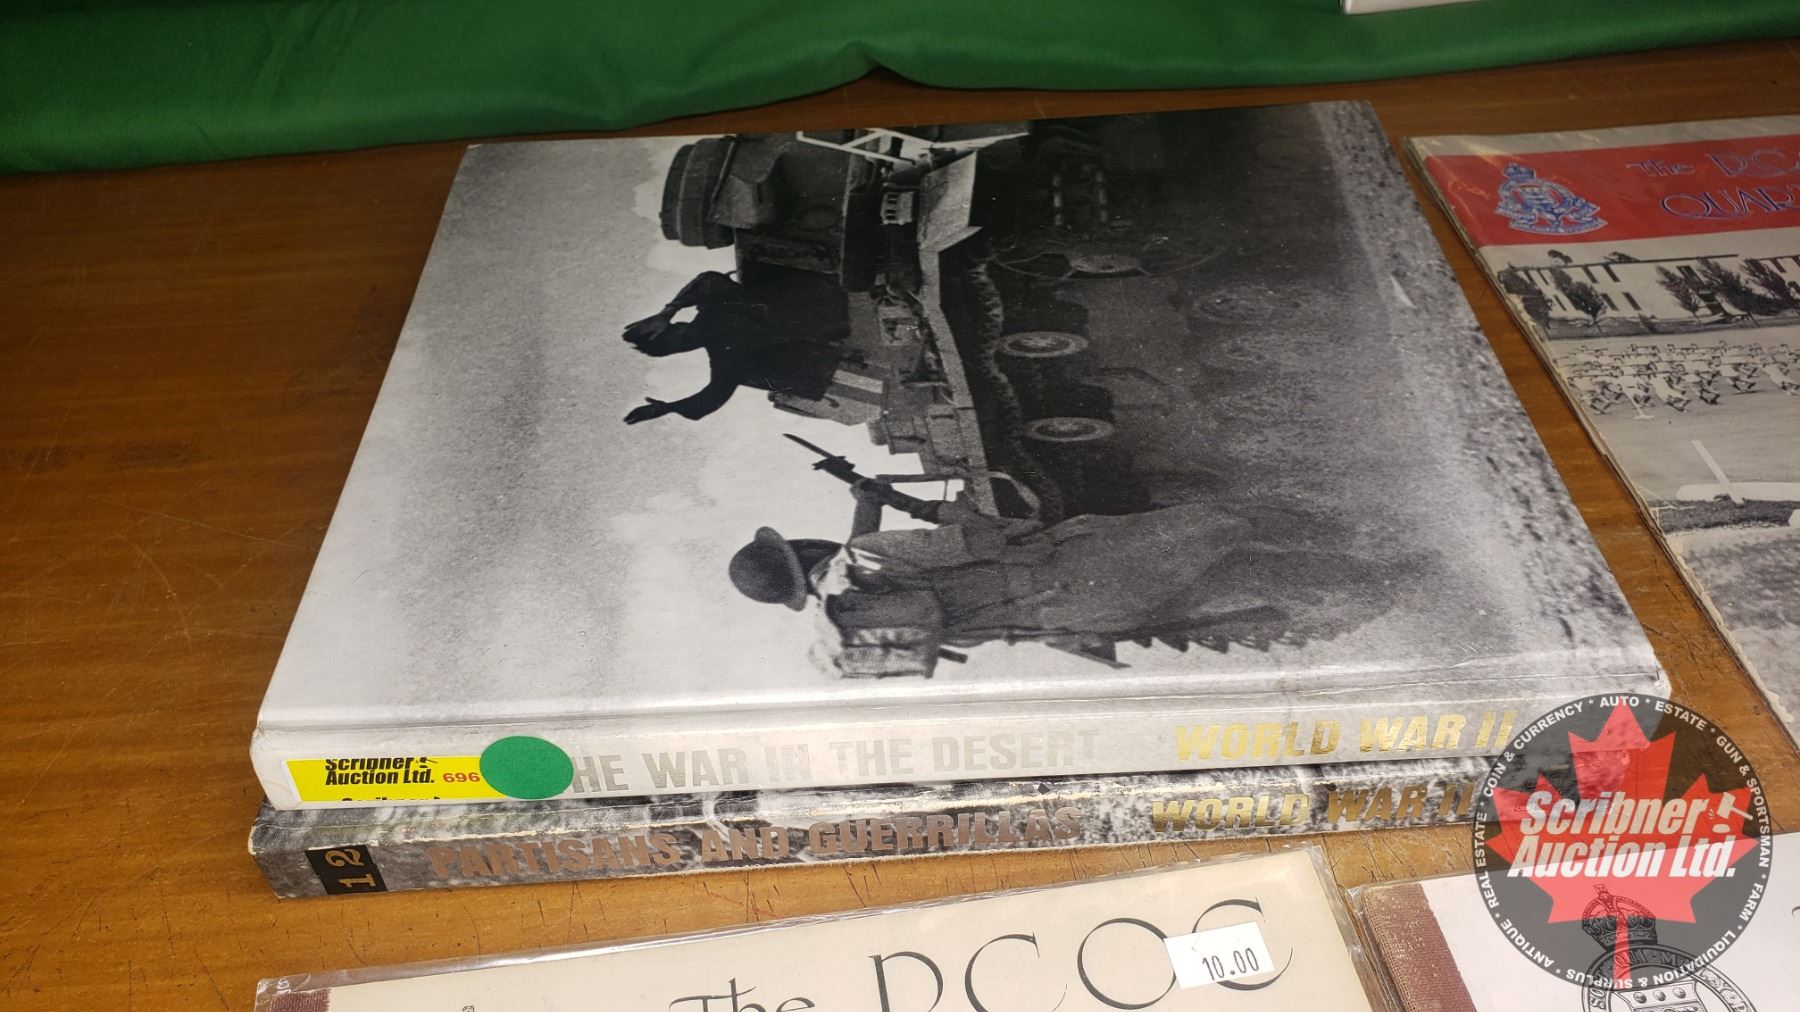 The RCOC
QUAR
Scribner
Auction Ltd. 696
HE WAR IN THE DESERT WORLD WAR II
12 PARTISANS AND GUERRILLAS WORLD WAR II
The RCOC
10.00
Scribner
Auction Ltd.
REAL ESTATE * COIN & CURRENCY * AUTO * ESTATE * GUN & SPORTSMAN * FARM * LIQUIDATION & SURPLUS * ANTIQUE *